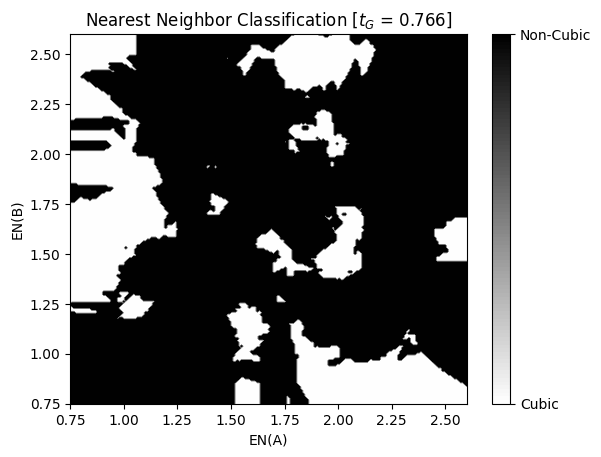 Nearest Neighbor Classification [$t_G$ = 0.766]
EN(B)
2.50
2.25
2.00
1.75
1.50
1.25
1.00
0.75
0.75 1.00 1.25 1.50 1.75 2.00 2.25 2.50
EN(A)
Non-Cubic
Cubic